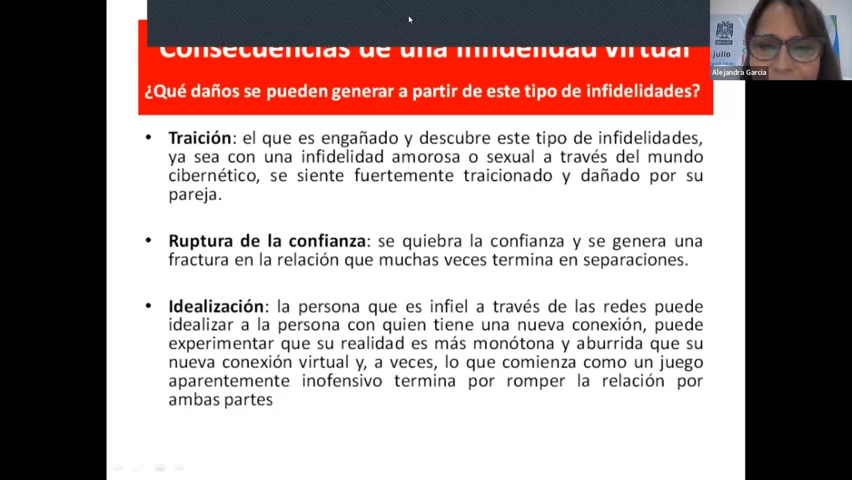 Consecuencias de una infidelidad virtual
¿Qué daños se pueden generar a partir de este tipo de infidelidades?
• Traición: el que es engañado y descubre este tipo de infidelidades,
ya sea con una infidelidad amorosa o sexual a través del mundo
cibernético, se siente fuertemente traicionado y dañado por su
pareja.
• Ruptura de la confianza: se quiebra la confianza y se genera una
fractura en la relación que muchas veces termina en separaciones.
• Idealización: la persona que es infiel a través de las redes puede
idealizar a la persona con quien tiene una nueva conexión, puede
experimentar que su realidad es más monótona y aburrida que su
nueva conexión virtual y, a veces, lo que comienza como un juego
aparentemente inofensivo termina por romper la relación por
ambas partes
julio
Alejandra García